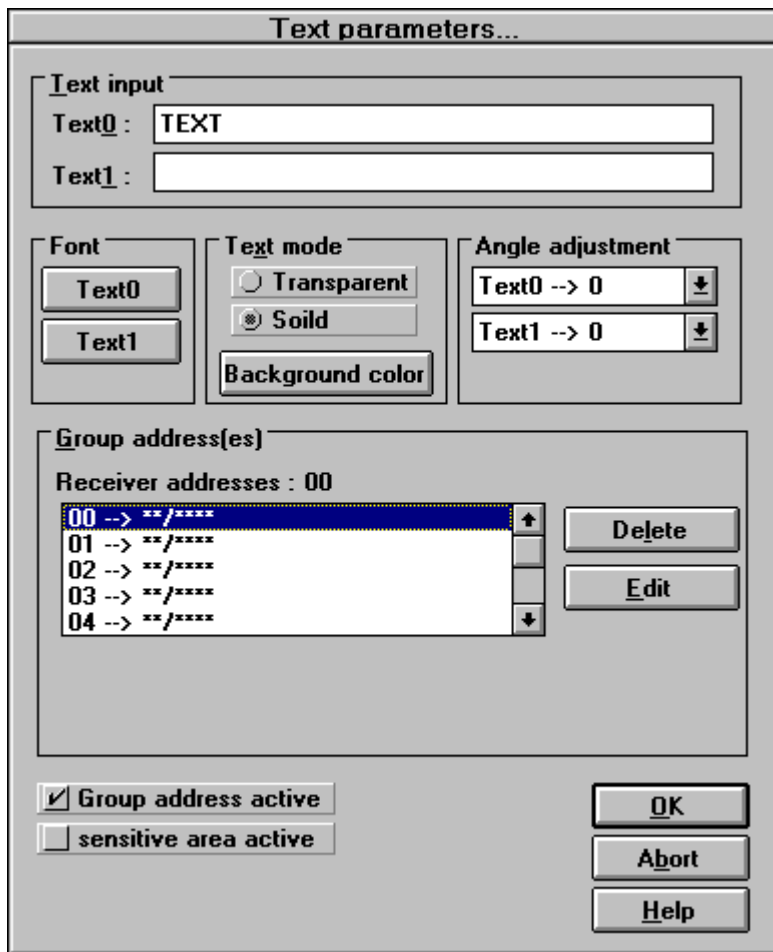 Text parameters...
Text input
Text0 : TEXT
Text1 :
Font
Text0
Text1
Text mode
Transparent
Soild
Background color
Angle adjustment
Text0 --> 0
Text1 --> 0
Group address(es)
Receiver addresses : 00
00 --> **/****
01 --> **/****
02 --> **/****
03 --> **/****
04 --> **/****
Delete
Edit
Group address active
sensitive area active
OK
Abort
Help